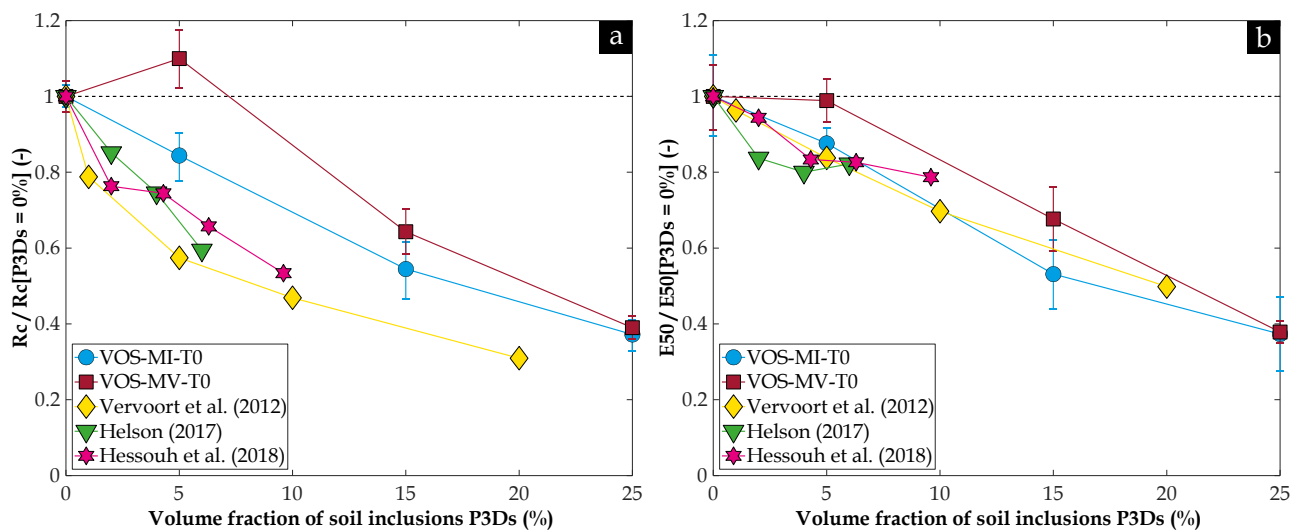 a
1.2
1
0.8
0.6
0.4
0.2
0
Rc / Rc[P3Ds = 0%] (-)
VOS-MI-T0
VOS-MV-T0
Vervoort et al. (2012)
Helson (2017)
Hessouh et al. (2018)
0 5 10 15 20 25
Volume fraction of soil inclusions P3Ds (%)
b
1.2
1
0.8
0.6
0.4
0.2
0
E50 / E50[P3Ds = 0%] (-)
VOS-MI-T0
VOS-MV-T0
Vervoort et al. (2012)
Helson (2017)
Hessouh et al. (2018)
0 5 10 15 20 25
Volume fraction of soil inclusions P3Ds (%)